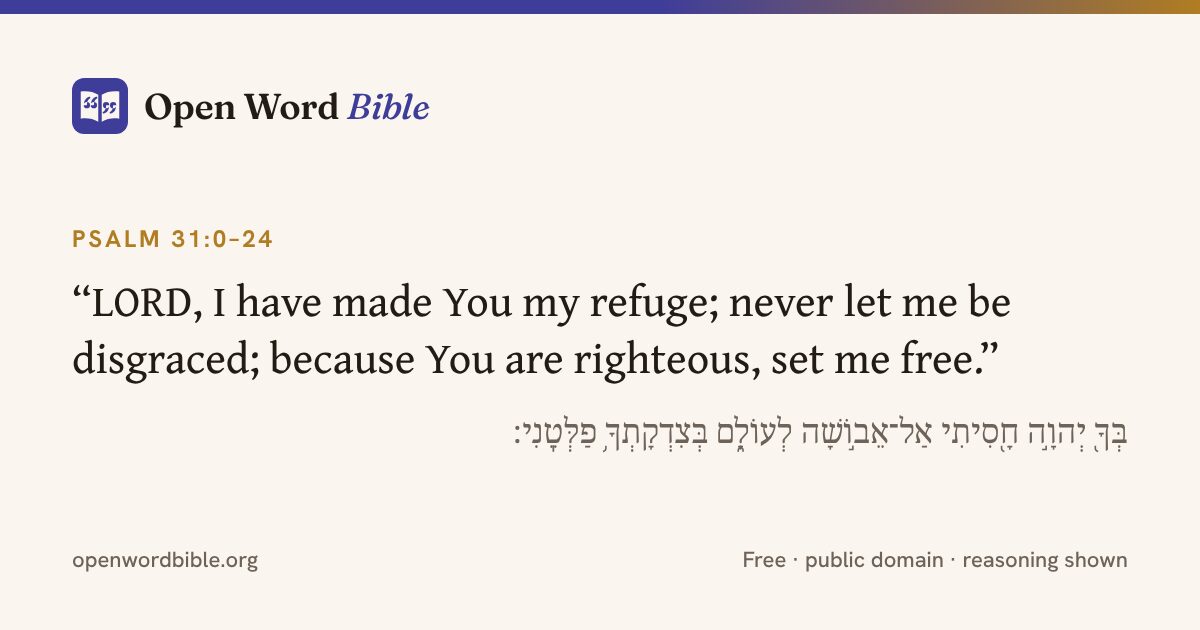 Open Word Bible
PSALM 31:0–24
“LORD, I have made You my refuge; never let me be
disgraced; because You are righteous, set me free.”
בְּךָ֖ יְהוָ֣ה חָ֭סִיתִי אַל־אֵב֣וֹשָׁה לְעוֹלָ֑ם בְּצִדְקָתְךָ֥ פַלְּטֵֽנִי׃
openwordbible.org
Free · public domain · reasoning shown